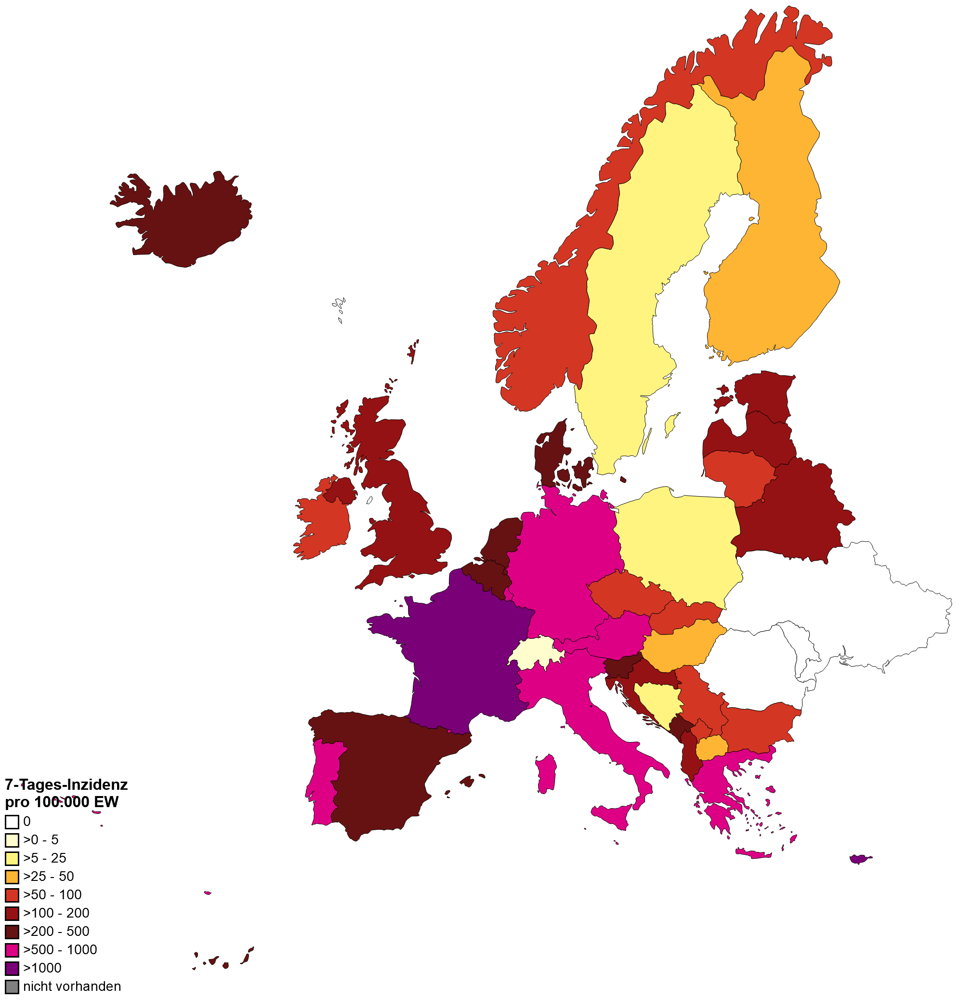 7-Tages-Inzidenz
pro 100.000 EW
0
>0 - 5
>5 - 25
>25 - 50
>50 - 100
>100 - 200
>200 - 500
>500 - 1000
>1000
nicht vorhanden